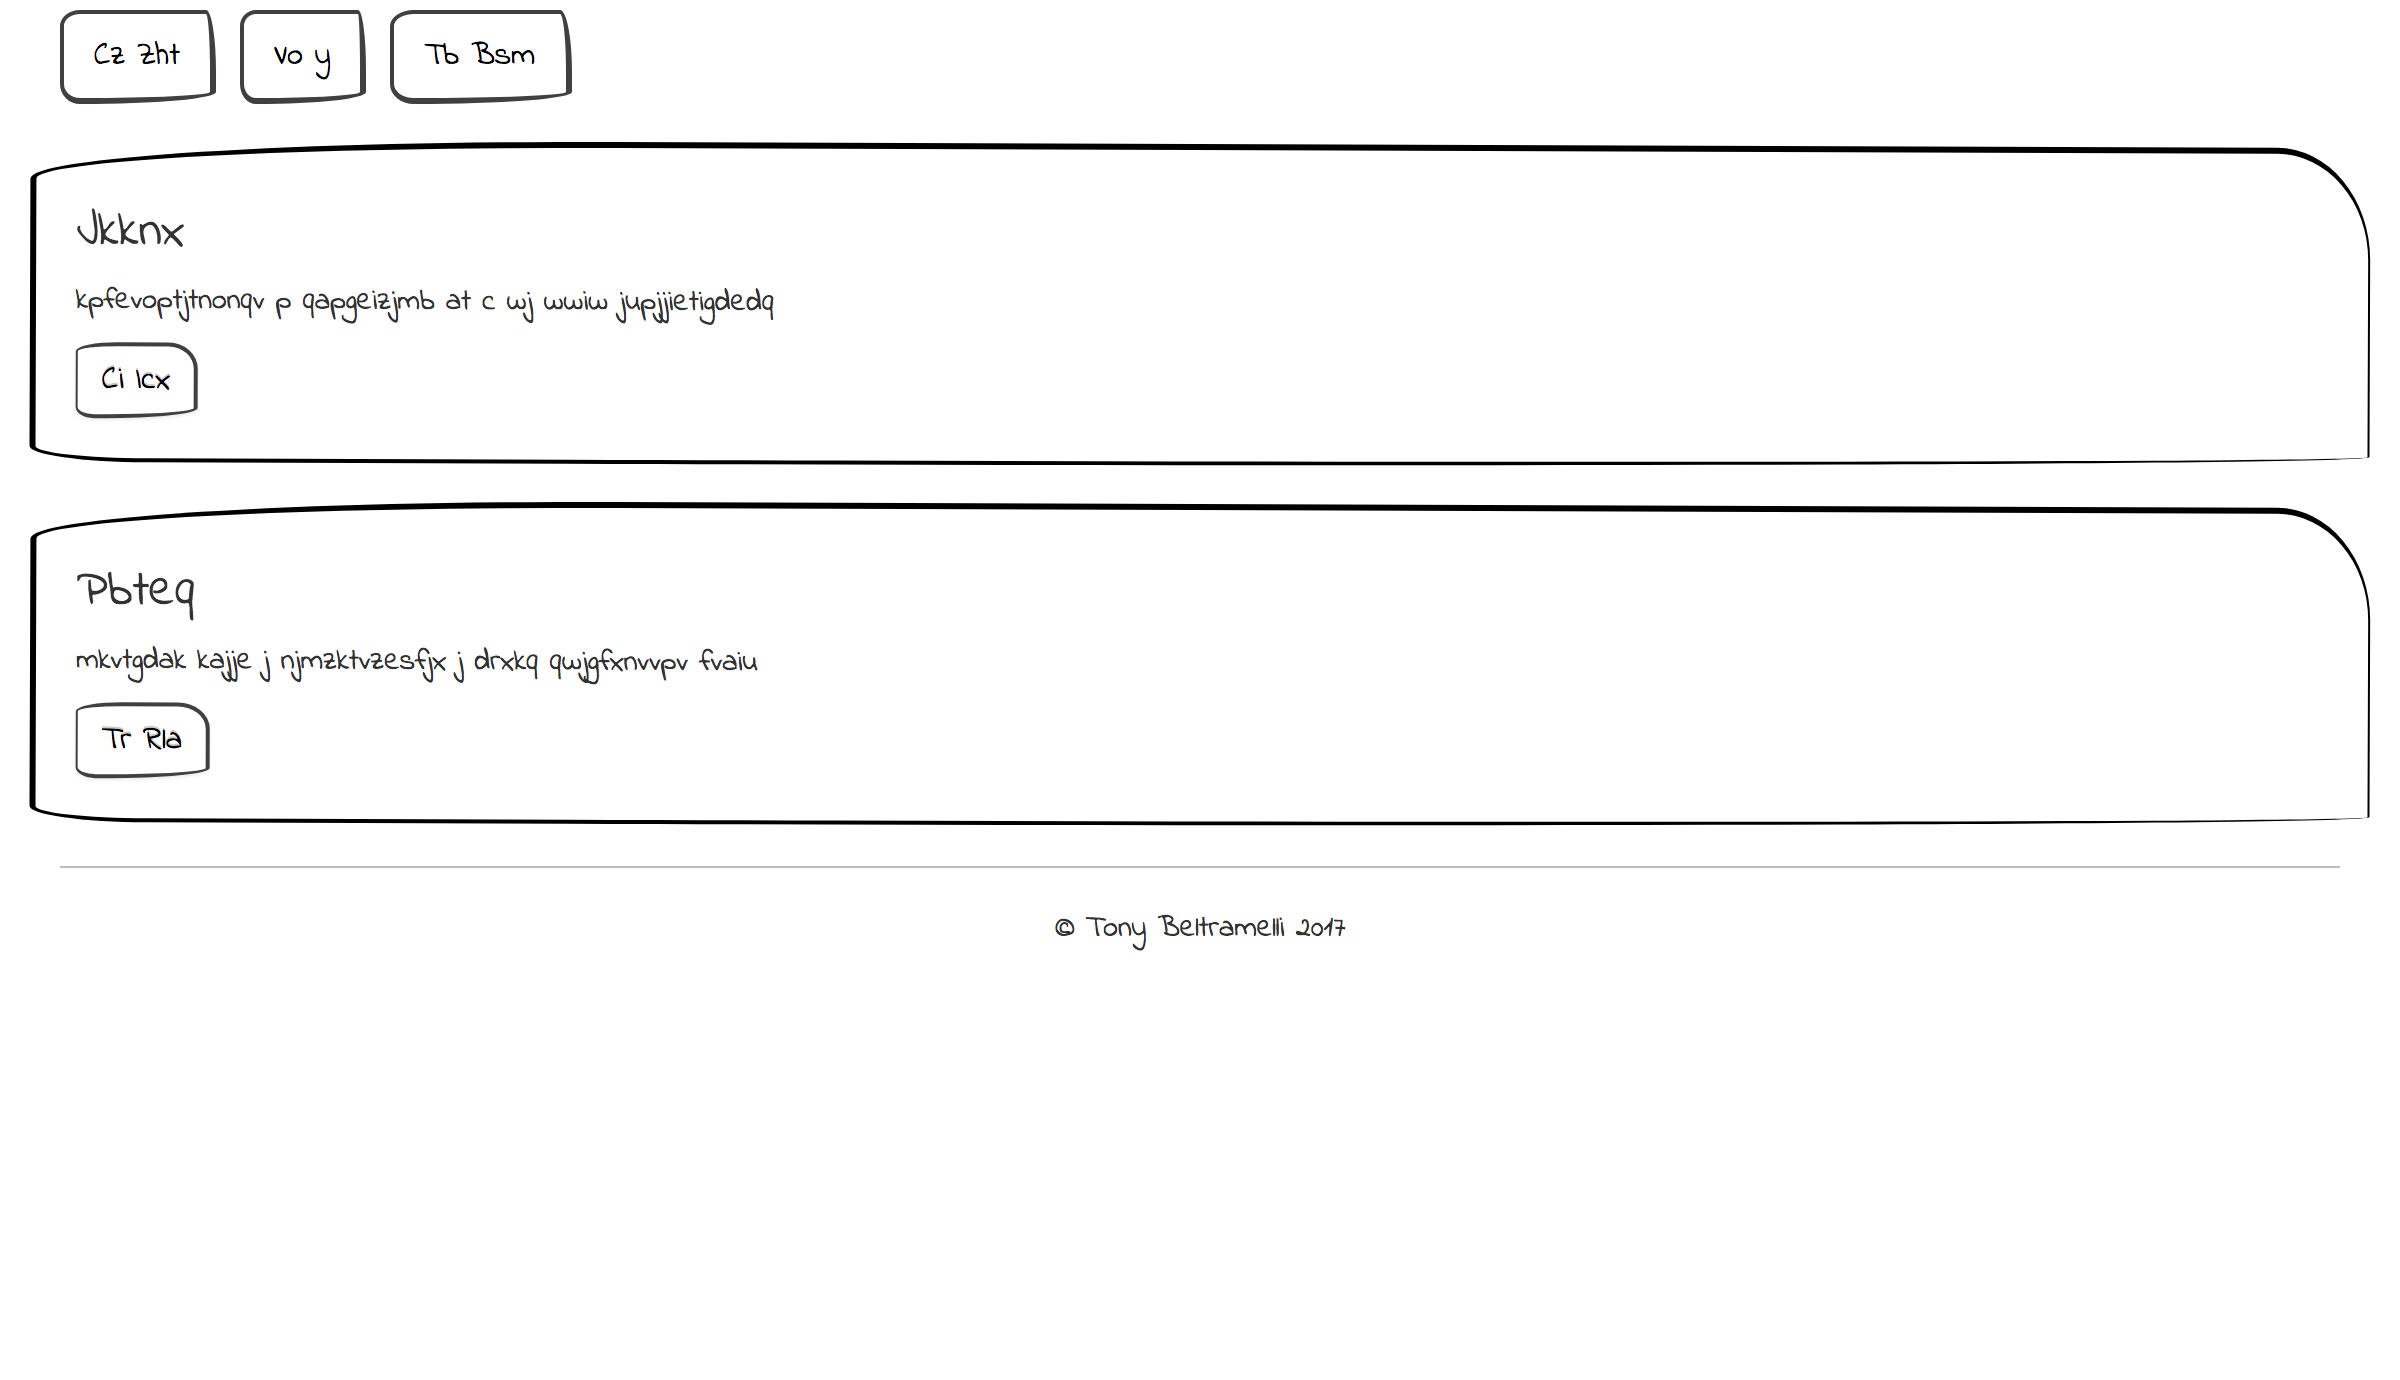 Cz Zht
Vo y
Tb Bsm
Jkknx
kpfevoptjtnonqv p qapgeizjmb at c wj wwiw jupjjietigdedq
Ci Icx
Pbteq
mkvtgdak kajje j njmzktvzesfjx j drxkq qwjgfxnvvpv fvaiu
Tr Rla
© Tony Beltramelli 2017